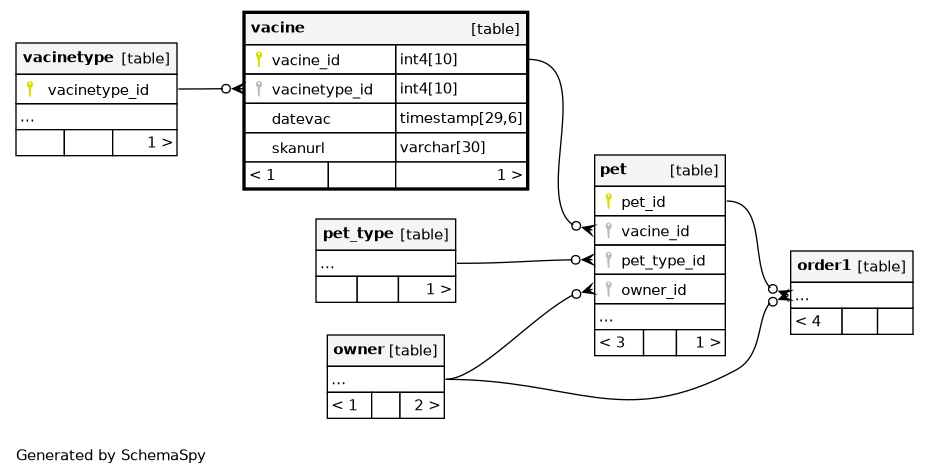 vacinetype [table]
vacinetype_id
...
1 >
vacine [table]
vacine_id int4[10]
vacinetype_id int4[10]
datevac timestamp[29,6]
skanurl varchar[30]
< 1 1 >
pet_type [table]
...
1 >
owner [table]
...
< 1 2 >
pet [table]
pet_id
vacine_id
pet_type_id
owner_id
...
< 3 1 >
order1 [table]
...
< 4
Generated by SchemaSpy